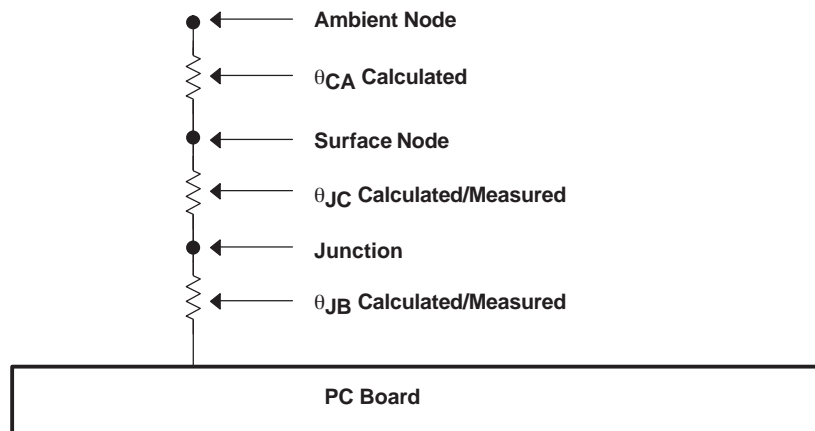 Ambient Node
θCA Calculated
Surface Node
θJC Calculated/Measured
Junction
θJB Calculated/Measured
PC Board